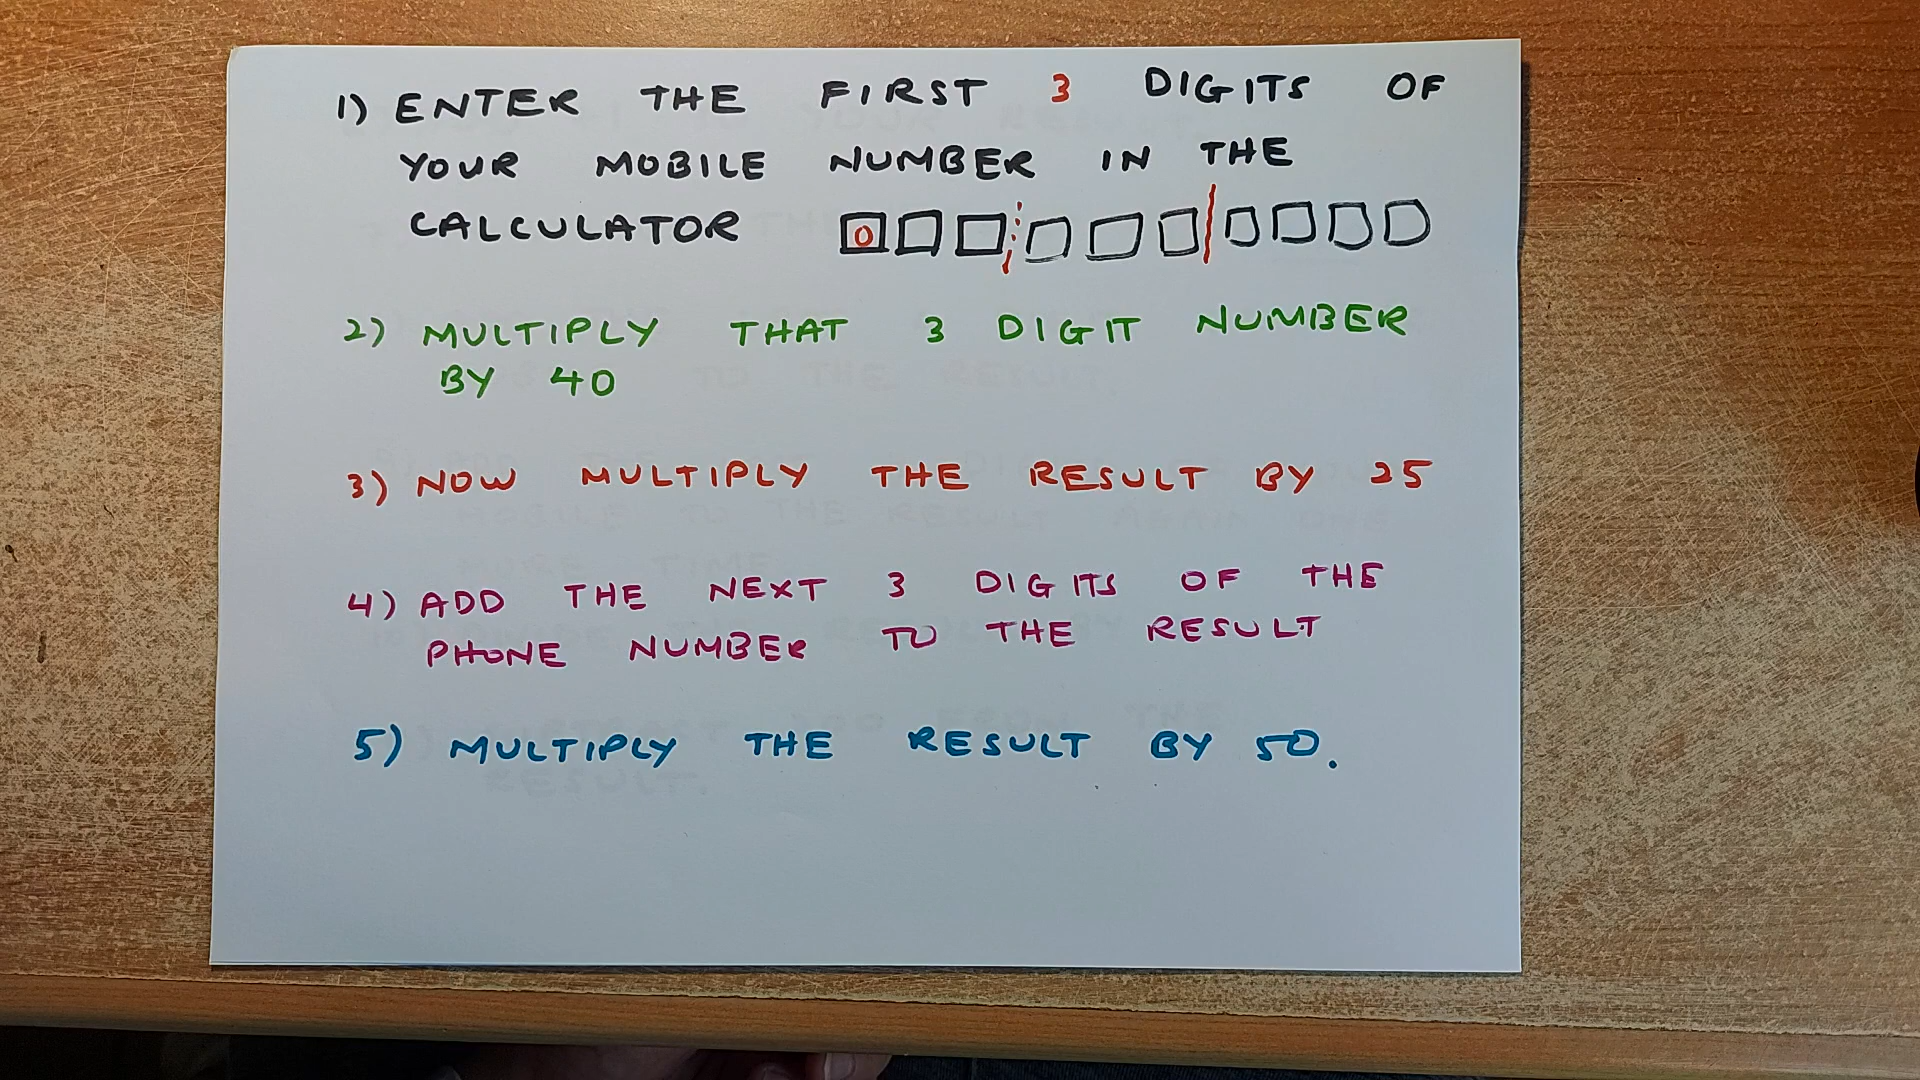 1) ENTER THE FIRST 3 DIGITS OF
YOUR MOBILE NUMBER IN THE
CALCULATOR 0
2) MULTIPLY THAT 3 DIGIT NUMBER
BY 40
3) NOW MULTIPLY THE RESULT BY 25
4) ADD THE NEXT 3 DIGITS OF THE
PHONE NUMBER TO THE RESULT
5) MULTIPLY THE RESULT BY 50.